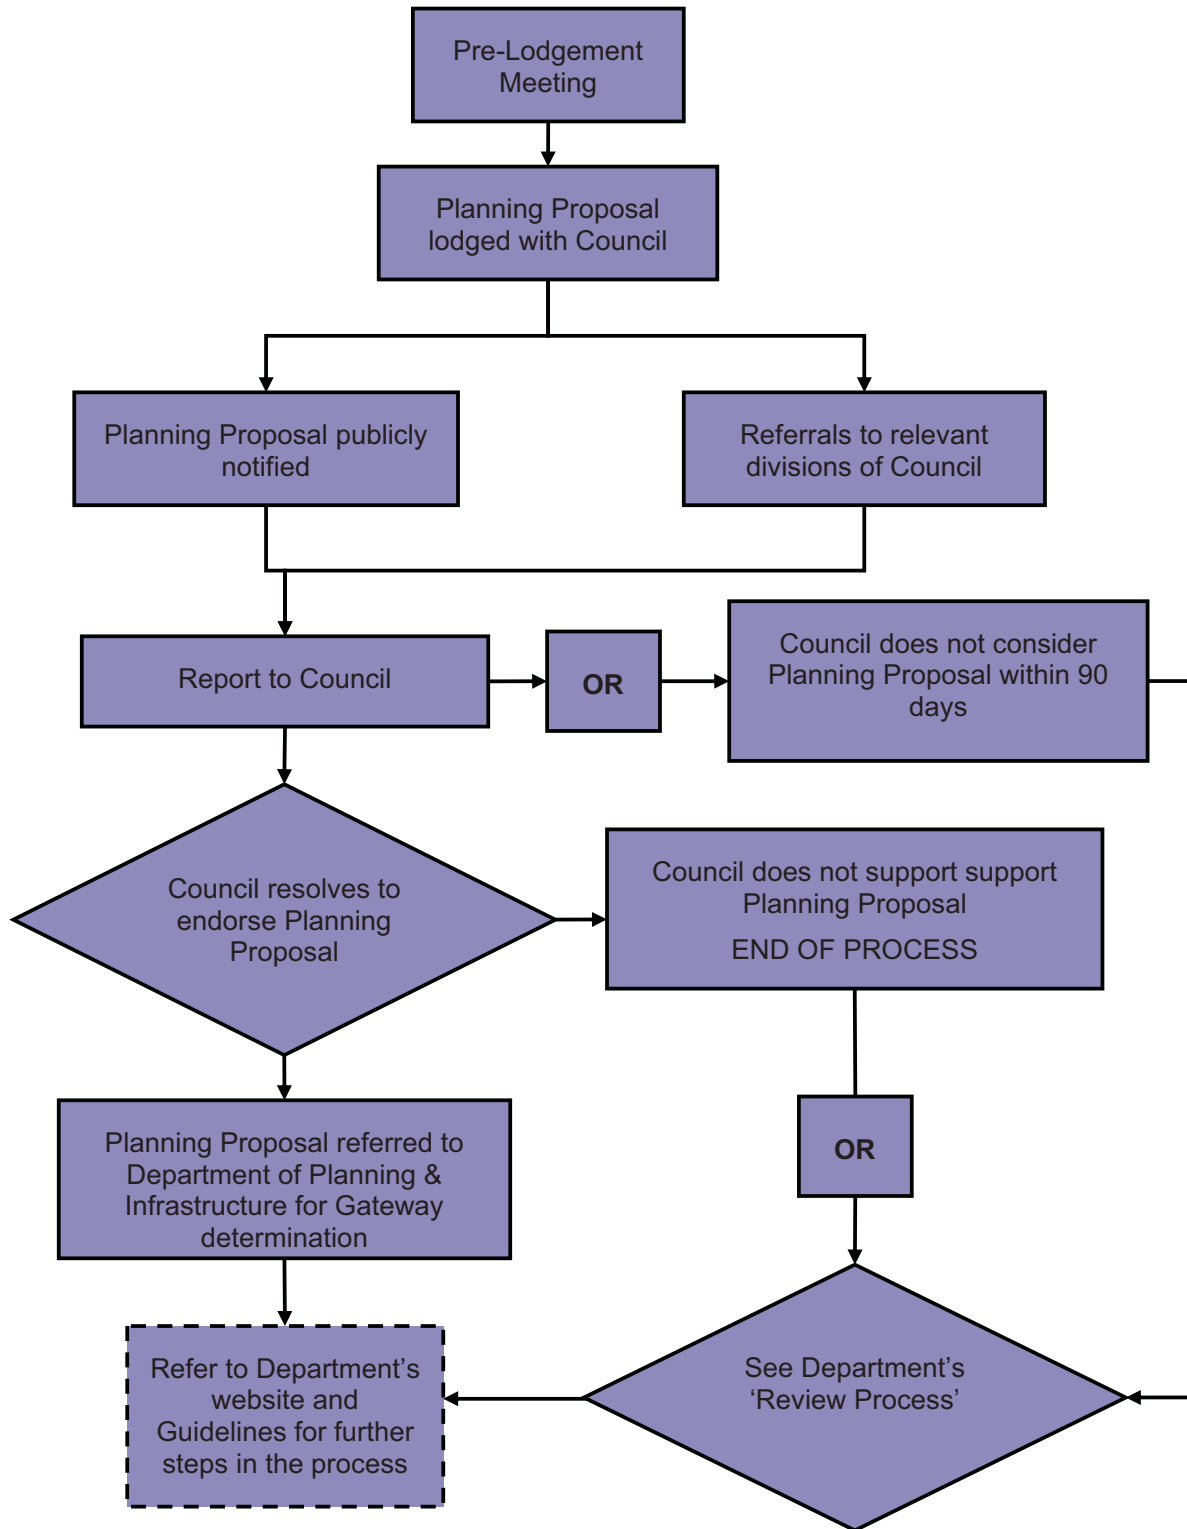 Pre-Lodgement
Meeting
Planning Proposal
lodged with Council
Planning Proposal publicly
notified
Referrals to relevant
divisions of Council
Report to Council
OR
Council does not consider
Planning Proposal within 90
days
Council resolves to
endorse Planning
Proposal
Council does not support support
Planning Proposal
END OF PROCESS
Planning Proposal referred to
Department of Planning &
Infrastructure for Gateway
determination
OR
See Department’s
‘Review Process’
Refer to Department’s
website and
Guidelines for further
steps in the process